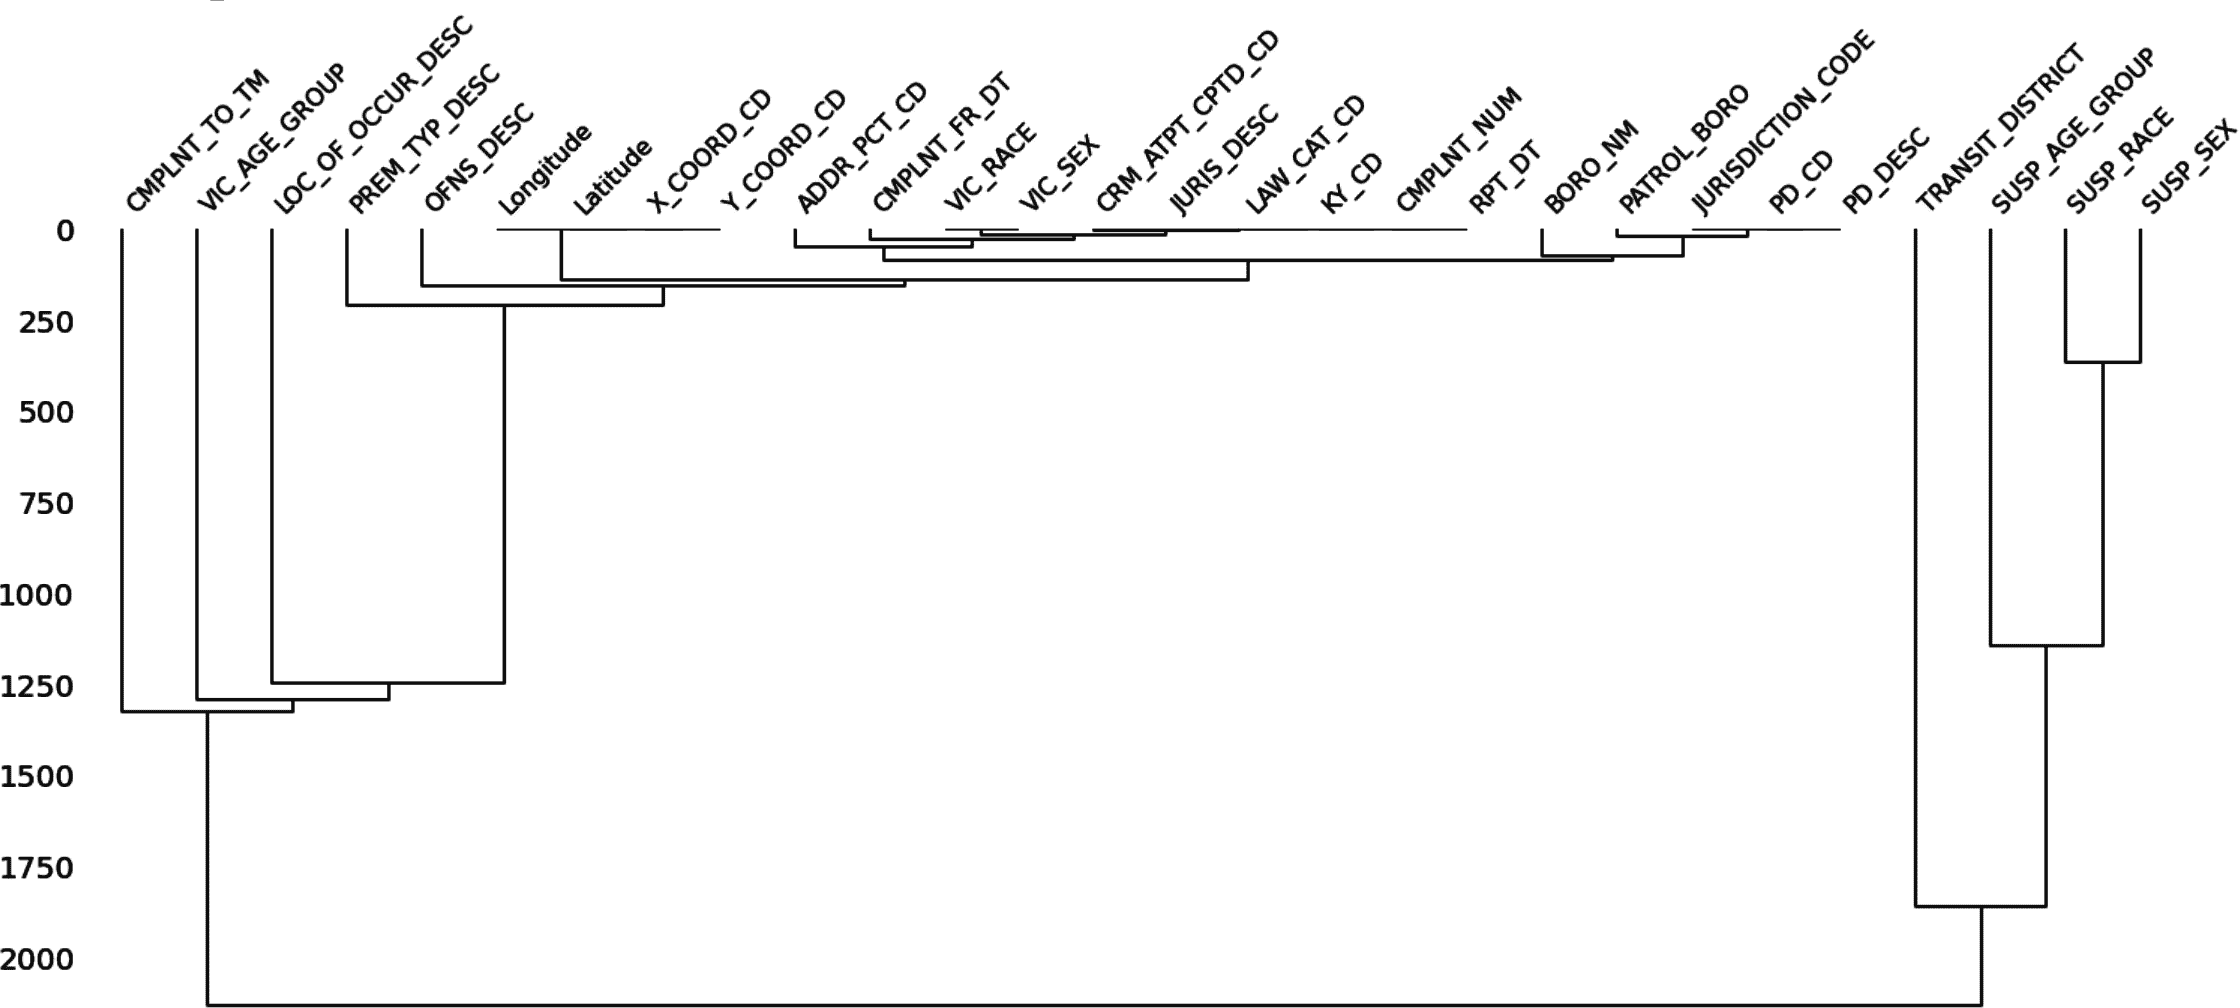 CMPLNT_TO_TM
VIC_AGE_GROUP
LOC_OF_OCCUR_DESC
PREM_TYP_DESC
OFNS_DESC
Longitude
Latitude
X_COORD_CD
Y_COORD_CD
ADDR_PCT_CD
CMPLNT_FR_DT
VIC_RACE
VIC_SEX
CRM_ATPT_CPTD_CD
JURIS_DESC
LAW_CAT_CD
KY_CD
CMPLNT_NUM
RPT_DT
BORO_NM
PATROL_BORO
JURISDICTION_CODE
PD_CD
PD_DESC
TRANSIT_DISTRICT
SUSP_AGE_GROUP
SUSP_RACE
SUSP_SEX
0
250
500
750
1000
1250
1500
1750
2000